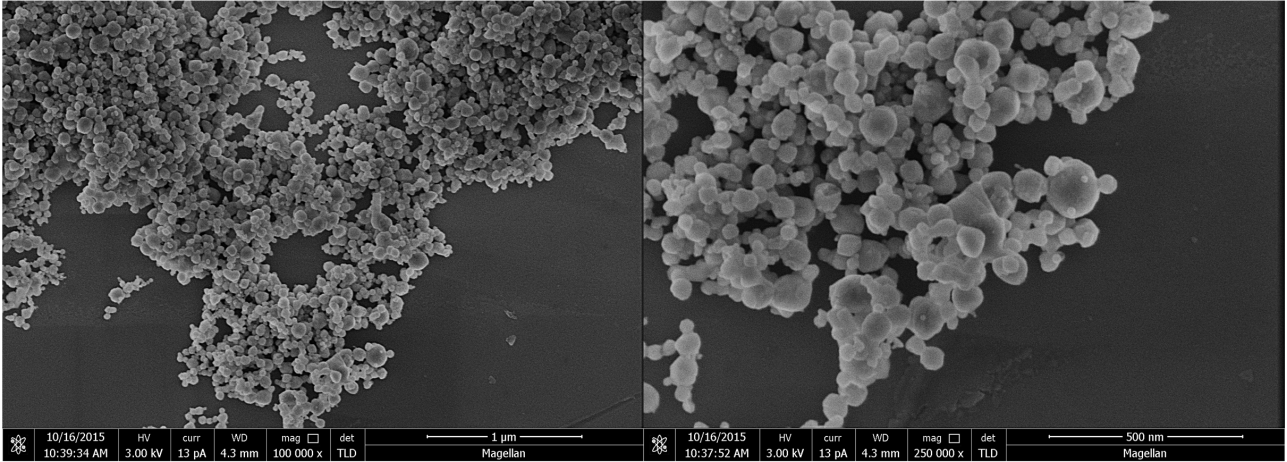 10/16/2015 HV curr WD mag det 1 µm
10:39:34 AM 3.00 kV 13 pA 4.3 mm 100 000 x TLD Magellan
10/16/2015 HV curr WD mag det 500 nm
10:37:52 AM 3.00 kV 13 pA 4.3 mm 250 000 x TLD Magellan